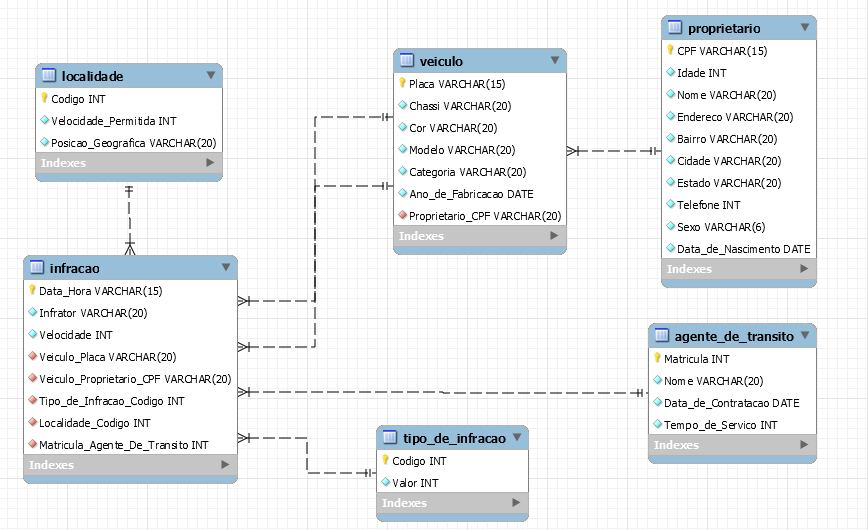 localidade
Codigo INT
Velocidade_Permitida INT
Posicao_Geografica VARCHAR(20)
Indexes
veiculo
Placa VARCHAR(15)
Chassi VARCHAR(20)
Cor VARCHAR(20)
Modelo VARCHAR(20)
Categoria VARCHAR(20)
Ano_de_Fabricacao DATE
Proprietario_CPF VARCHAR(20)
Indexes
proprietario
CPF VARCHAR(15)
Idade INT
Nome VARCHAR(20)
Endereco VARCHAR(20)
Bairro VARCHAR(20)
Cidade VARCHAR(20)
Estado VARCHAR(20)
Telefone INT
Sexo VARCHAR(6)
Data_de_Nascimento DATE
Indexes
infracao
Data_Hora VARCHAR(15)
Infrator VARCHAR(20)
Velocidade INT
Veiculo_Placa VARCHAR(20)
Veiculo_Proprietario_CPF VARCHAR(20)
Tipo_de_Infracao_Codigo INT
Localidade_Codigo INT
Matricula_Agente_De_Transito INT
Indexes
agente_de_transito
Matricula INT
Nome VARCHAR(20)
Data_de_Contratacao DATE
Tempo_de_Servico INT
Indexes
tipo_de_infracao
Codigo INT
Valor INT
Indexes